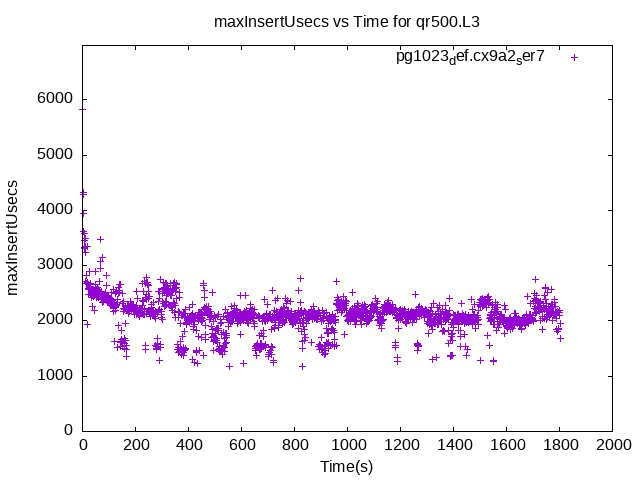 maxInsertUsecs vs Time for qr500.L3
pg1023def.cx9a2ser7
6000
5000
4000
3000
2000
1000
0
maxInsertUsecs
0 200 400 600 800 1000 1200 1400 1600 1800 2000
Time(s)